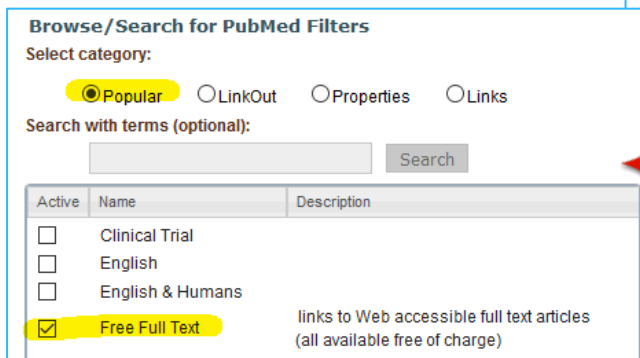 Browse/Search for PubMed Filters
Select category:
Popular LinkOut Properties Links
Search with terms (optional):
Search
Active Name Description
Clinical Trial
English
English & Humans
Free Full Text links to Web accessible full text articles
(all available free of charge)